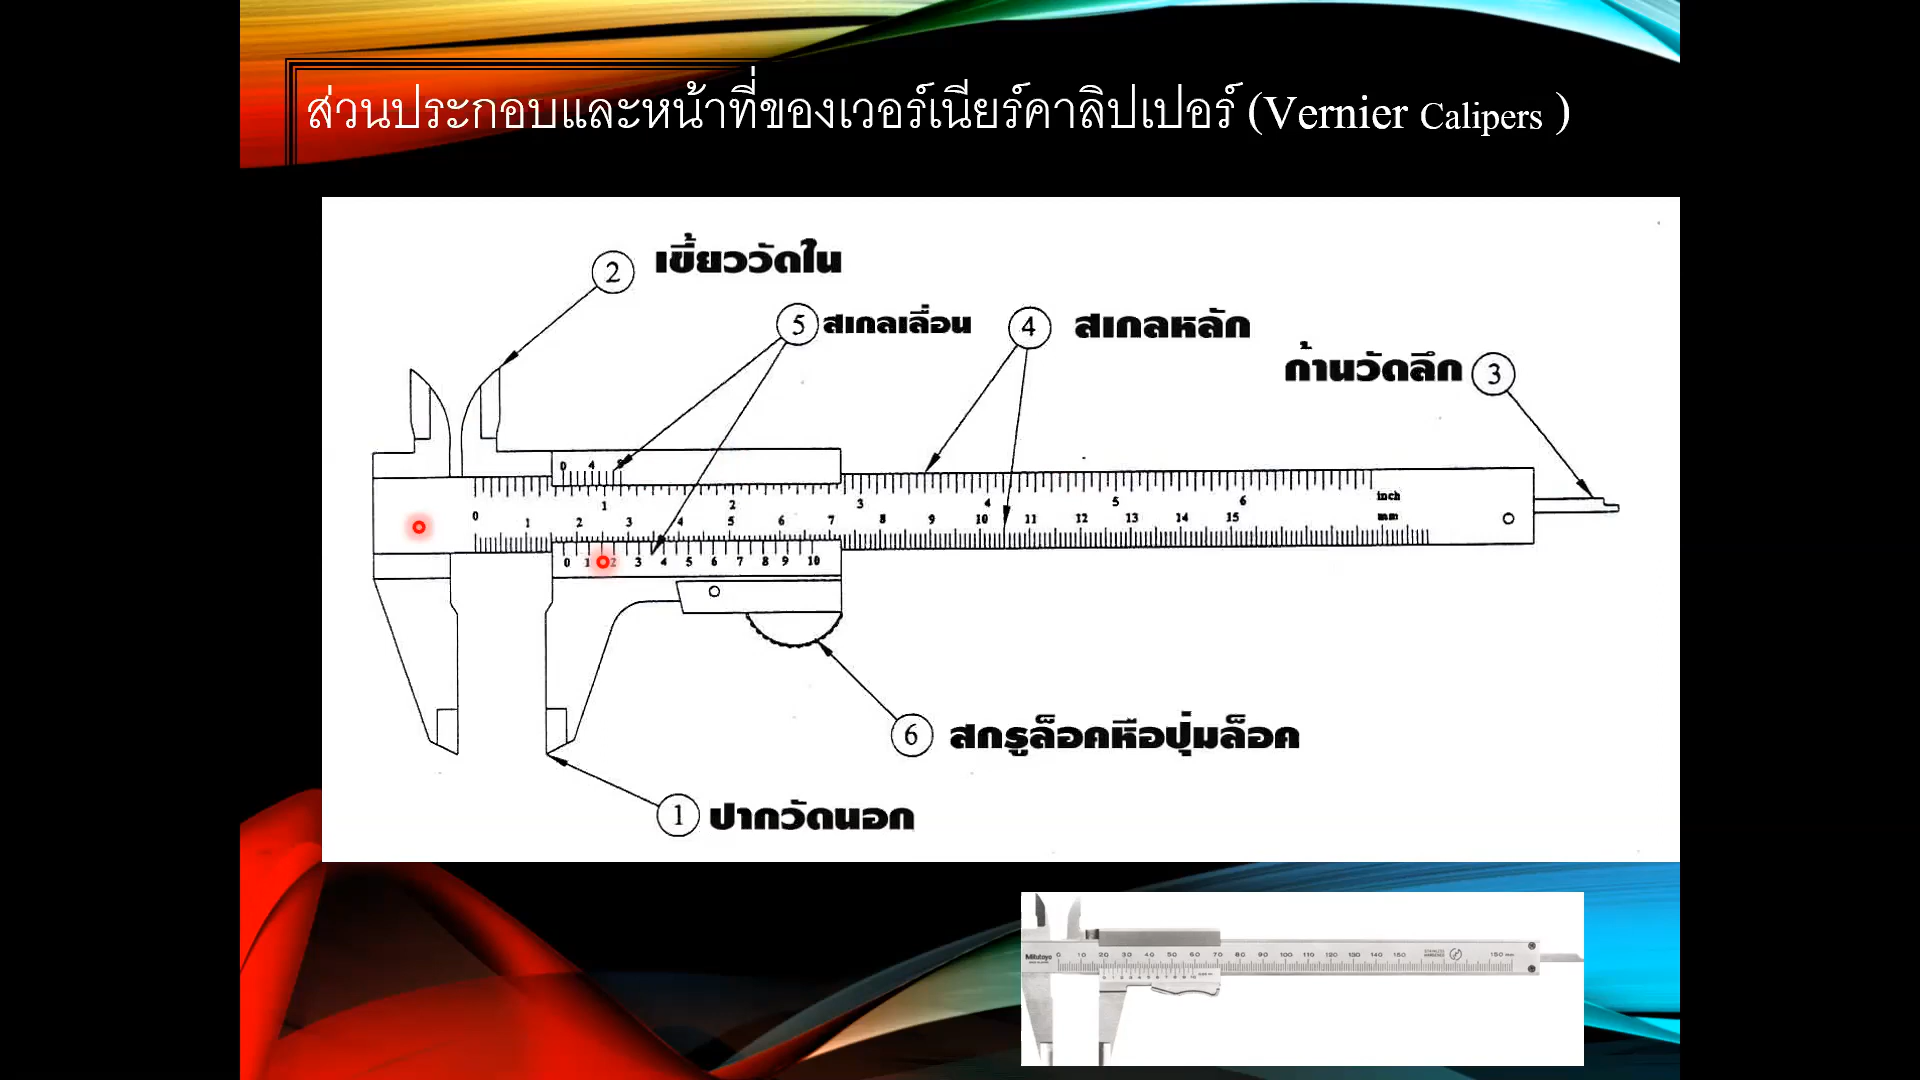 ส่วนประกอบและหน้าที่ของเวอร์เนียร์คาลิปเปอร์ (Vernier Calipers )
2 เขี้ยววัดใน
5 สเกลเลื่อน
4 สเกลหลัก
ก้านวัดลึก 3
0 4 8
1 2 3 4 5 6 inch
0 1 2 3 4 5 6 7 8 9 10 11 12 13 14 15 mm
0 1 2 3 4 5 6 7 8 9 10
6 สกรูล็อคหือปุ่มล็อค
1 ปากวัดนอก
Mitutoyo
0 10 20 30 40 50 60 70 80 90 100 110 120 130 140 150 150 mm